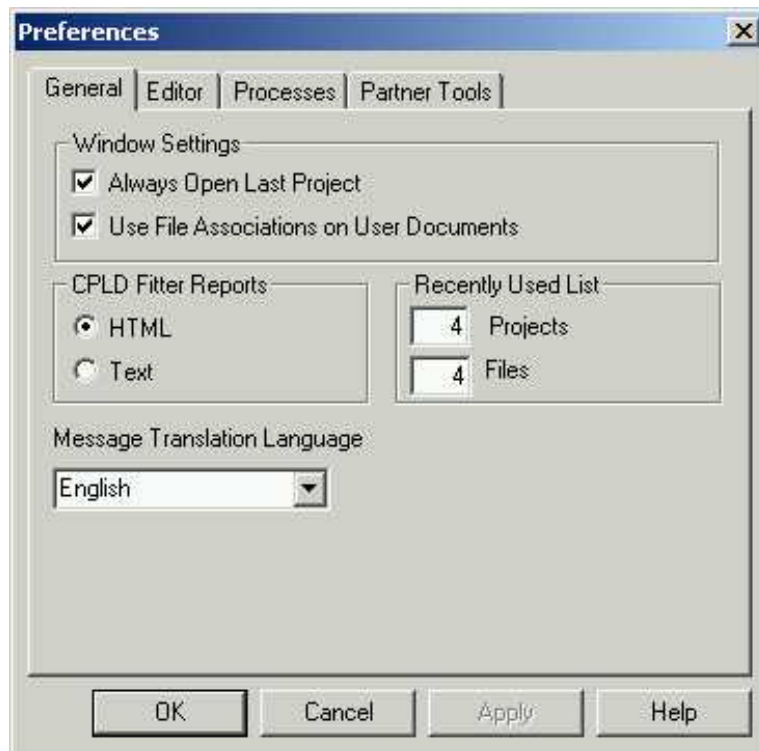 Preferences
General Editor Processes Partner Tools
Window Settings
Always Open Last Project
Use File Associations on User Documents
CPLD Fitter Reports
HTML
Text
Recently Used List
4 Projects
4 Files
Message Translation Language
English
OK Cancel Apply Help